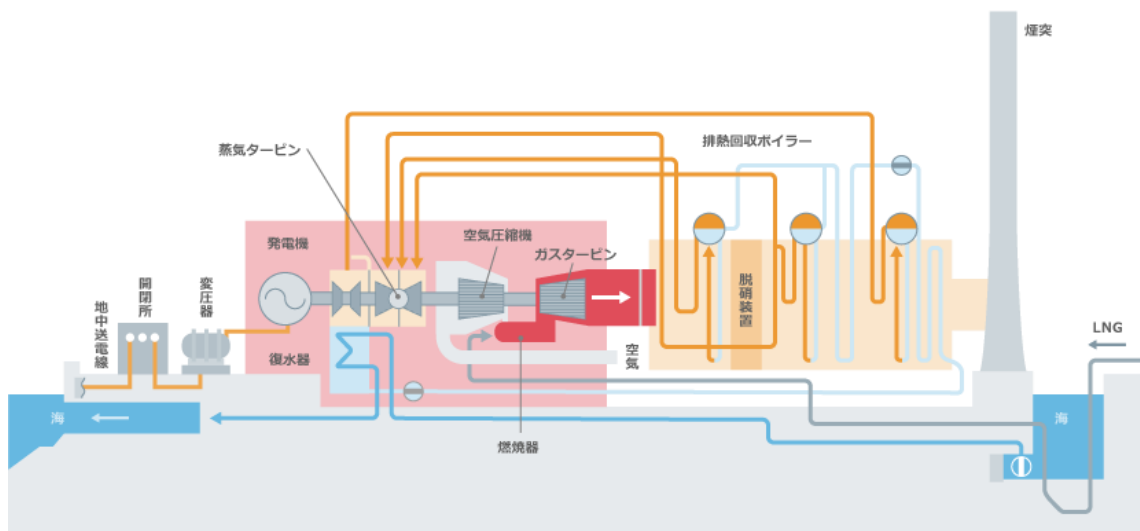 煙突
排熱回収ボイラー
蒸気タービン
発電機
空気圧縮機
ガスタービン
脱硝装置
変圧器
開閉所
地中送電線
復水器
空気
LNG
海
海
燃焼器